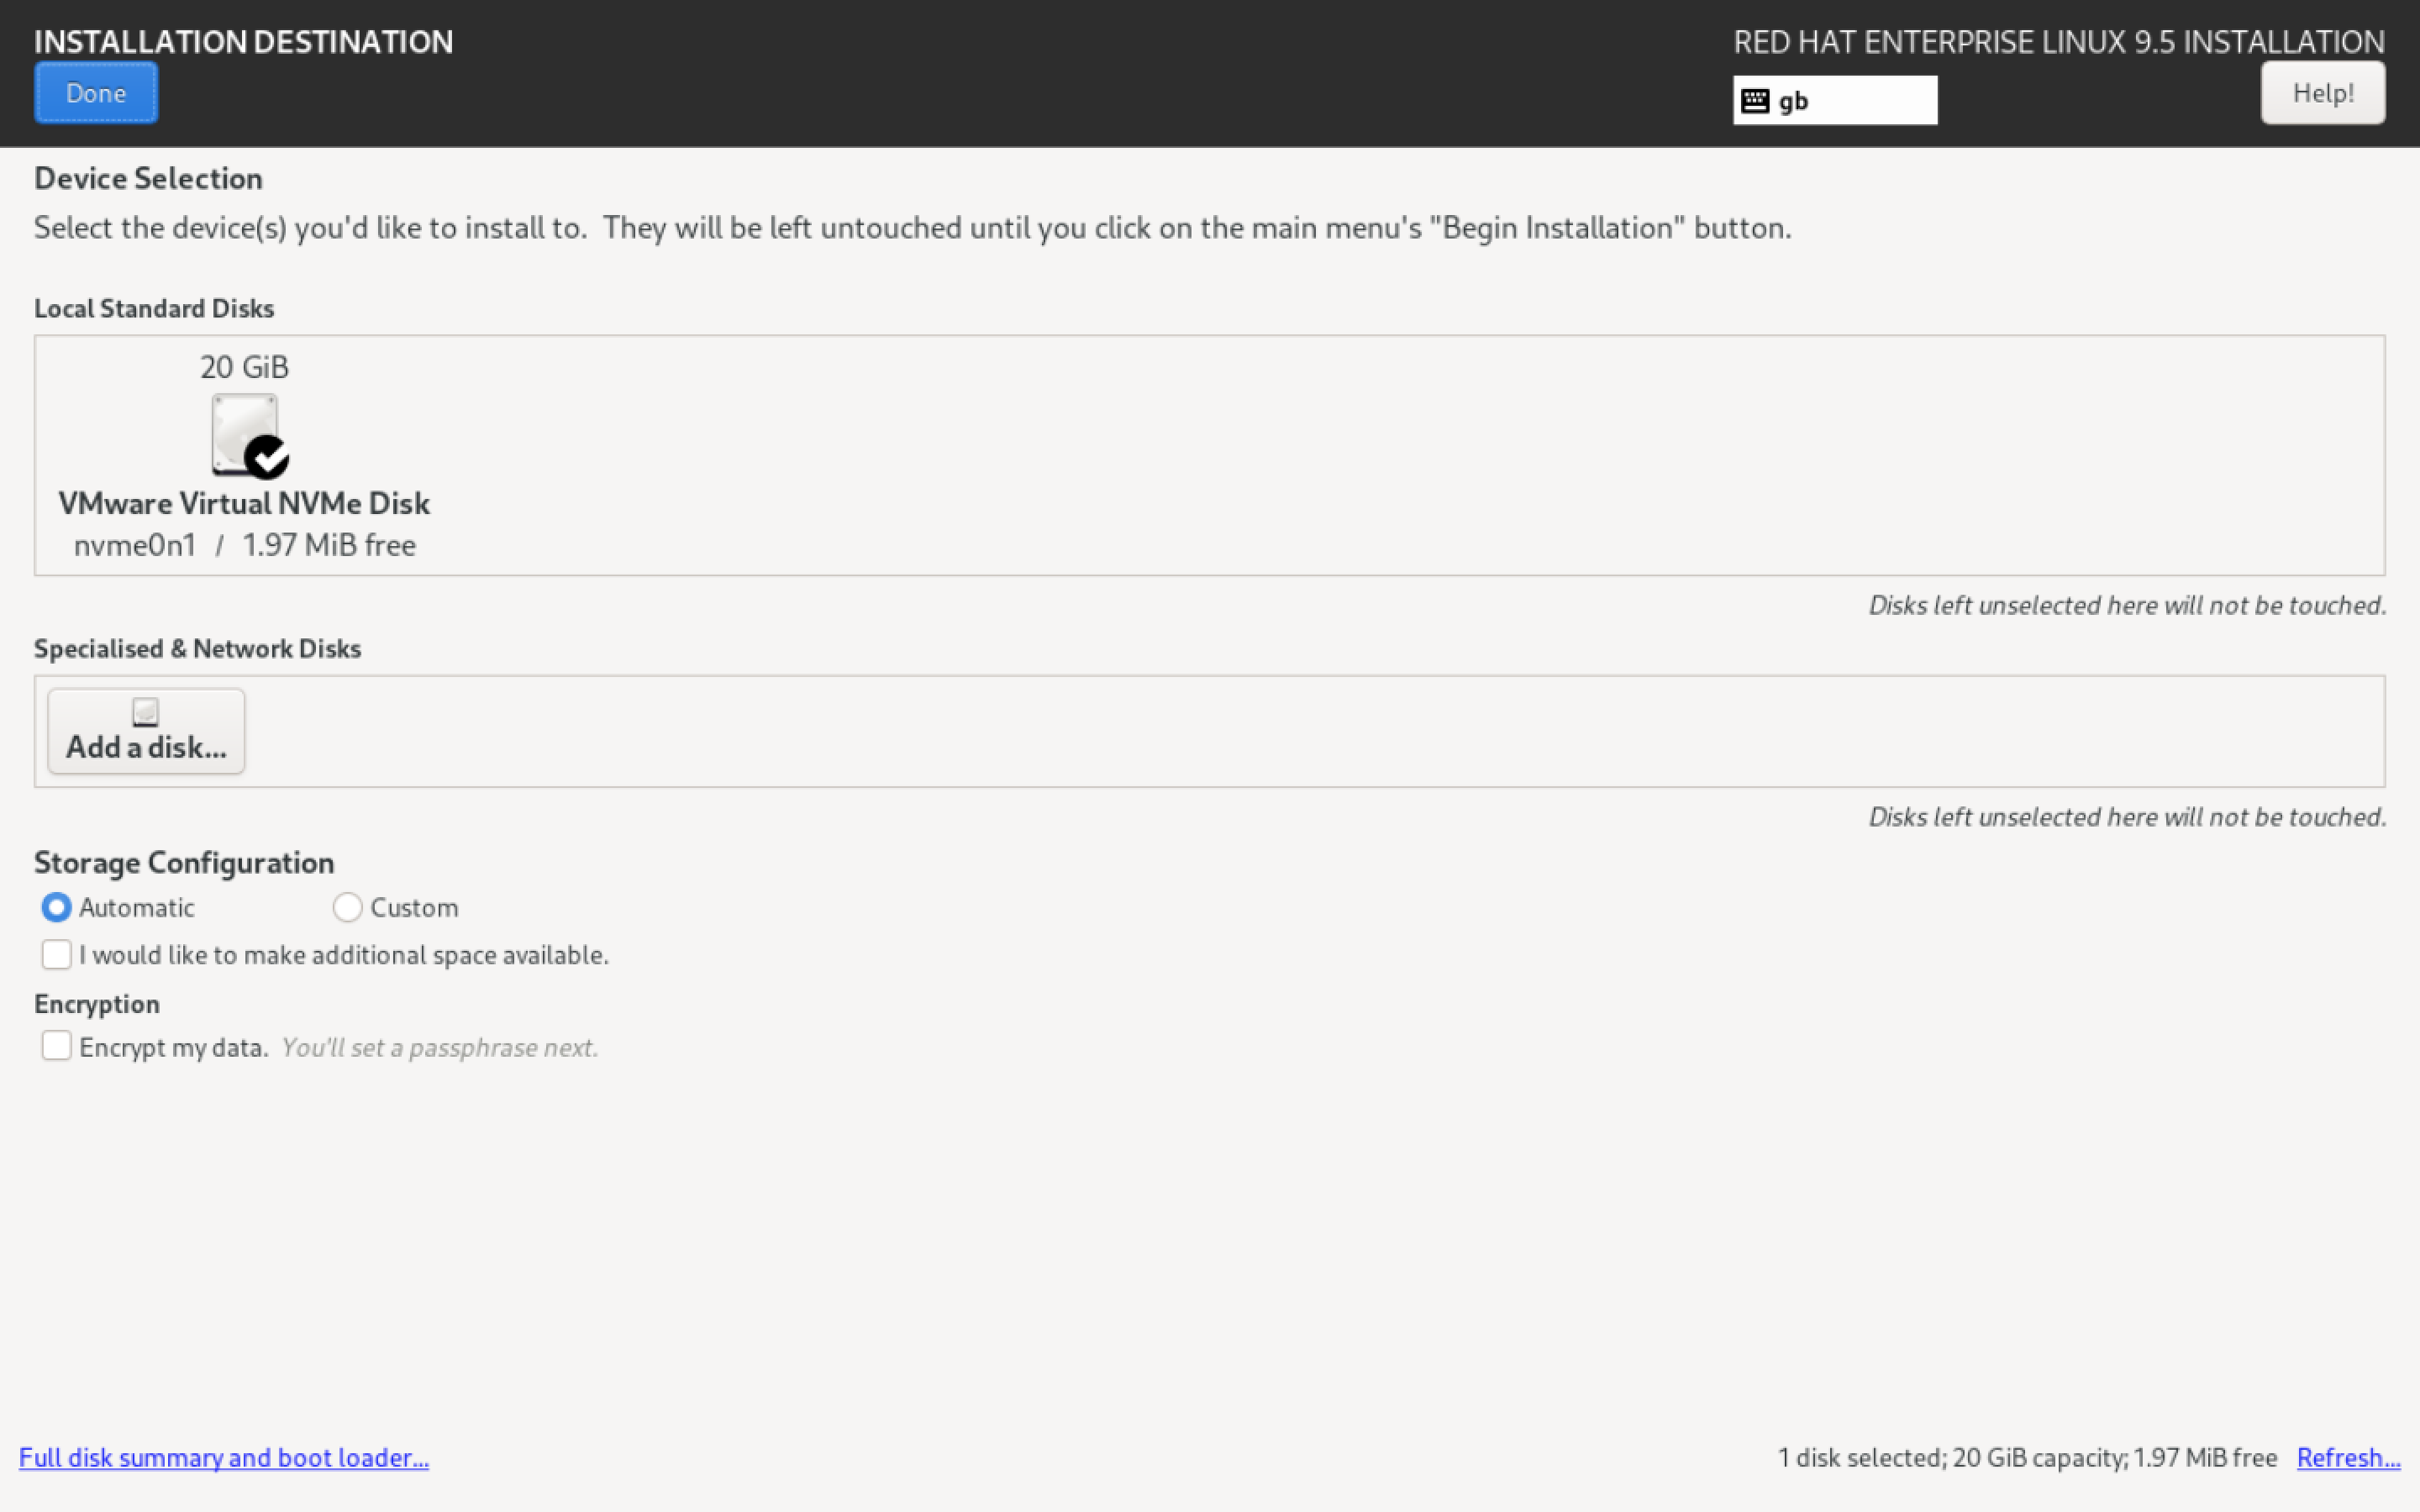 INSTALLATION DESTINATION
RED HAT ENTERPRISE LINUX 9.5 INSTALLATION
Done
gb
Help!
Device Selection
Select the device(s) you'd like to install to.  They will be left untouched until you click on the main menu's "Begin Installation" button.
Local Standard Disks
20 GiB
VMware Virtual NVMe Disk
nvme0n1 / 1.97 MiB free
Disks left unselected here will not be touched.
Specialised & Network Disks
Add a disk...
Disks left unselected here will not be touched.
Storage Configuration
Automatic
Custom
I would like to make additional space available.
Encryption
Encrypt my data. You'll set a passphrase next.
Full disk summary and boot loader...
1 disk selected; 20 GiB capacity; 1.97 MiB free
Refresh...